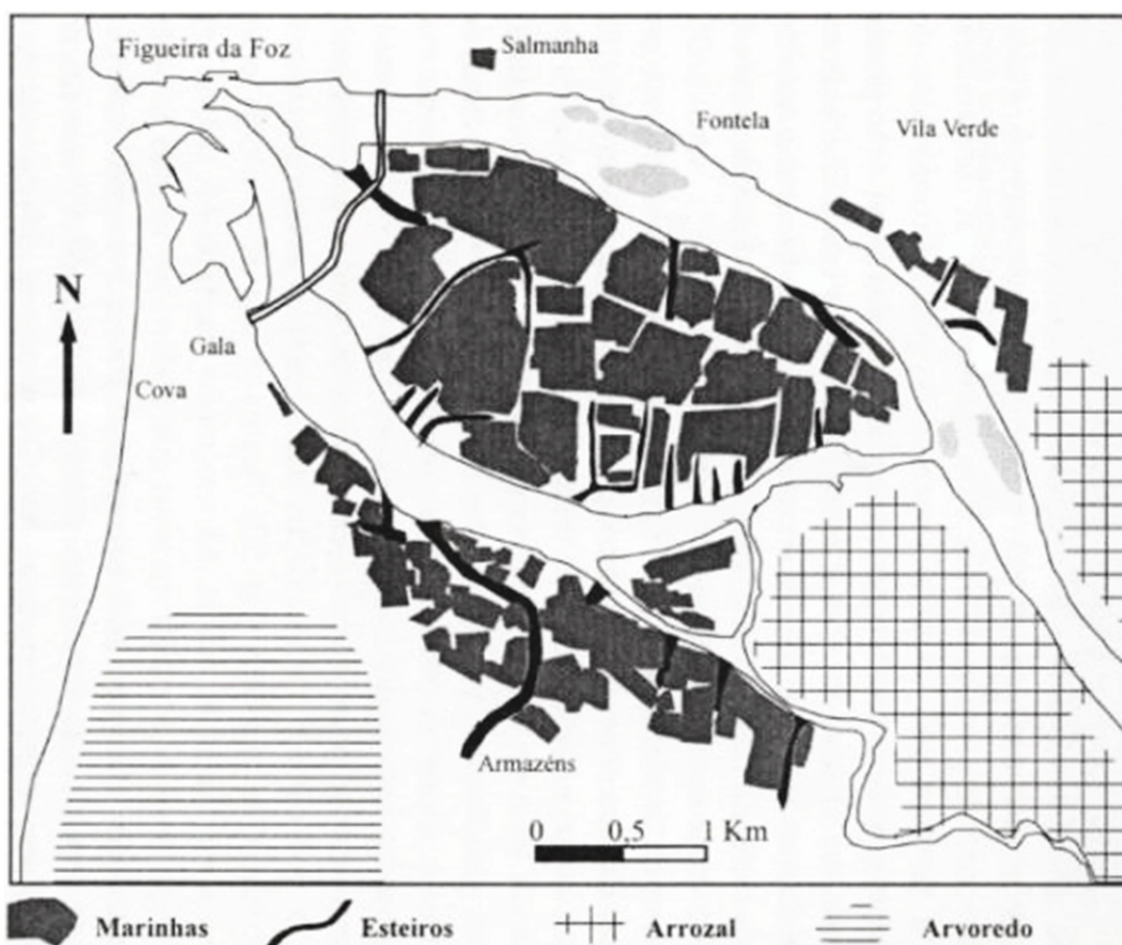 Figueira da Foz
Salmanha
Fontela
Vila Verde
N
Gala
Cova
Armazéns
0 0,5 1 Km
Marinhas Esteiros Arrozal Arvoredo